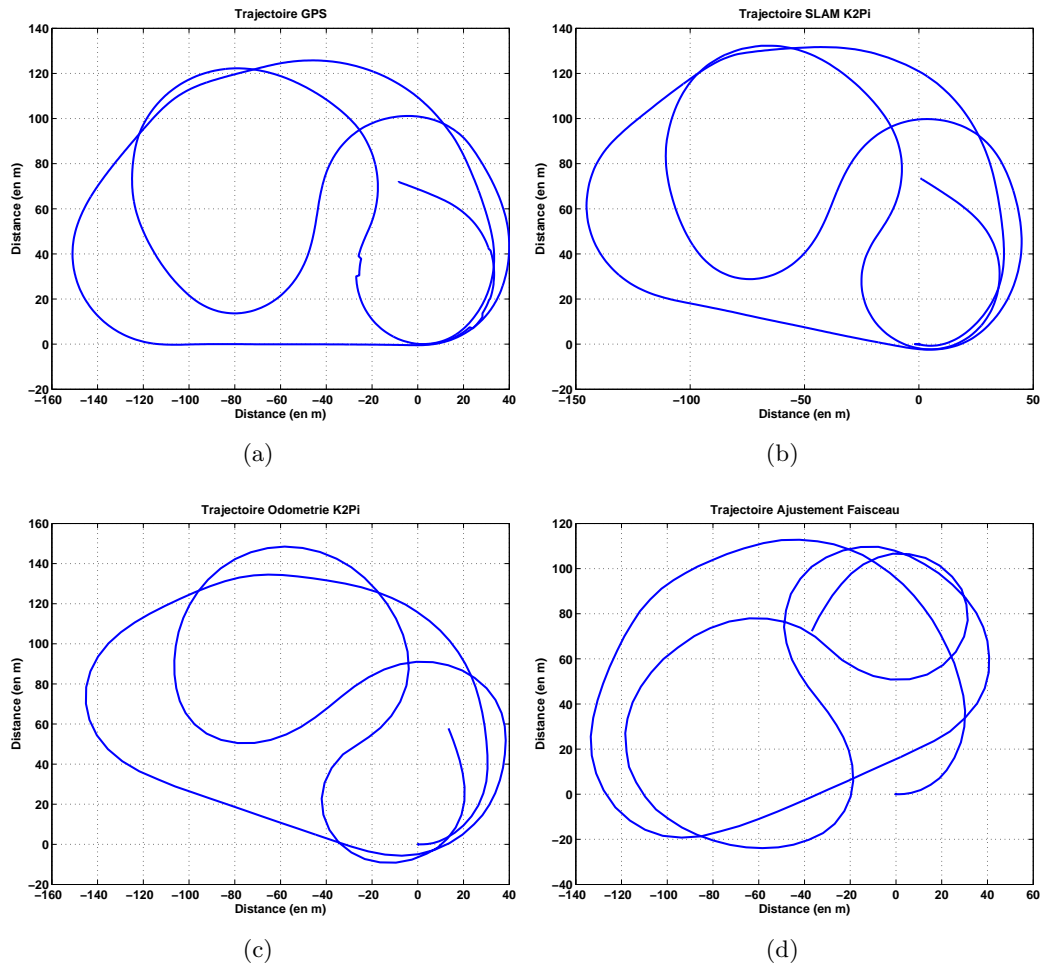 Trajectoire GPS
140
120
100
80
60
40
20
0
−20
−160 −140 −120 −100 −80 −60 −40 −20 0 20 40
Distance (en m)
Distance (en m)
(a)
Trajectoire SLAM K2Pi
140
120
100
80
60
40
20
0
−20
−150 −100 −50 0 50
Distance (en m)
Distance (en m)
(b)
Trajectoire Odometrie K2Pi
160
140
120
100
80
60
40
20
0
−20
−160 −140 −120 −100 −80 −60 −40 −20 0 20 40
Distance (en m)
Distance (en m)
(c)
Trajectoire Ajustement Faisceau
120
100
80
60
40
20
0
−20
−40
−140 −120 −100 −80 −60 −40 −20 0 20 40 60
Distance (en m)
Distance (en m)
(d)